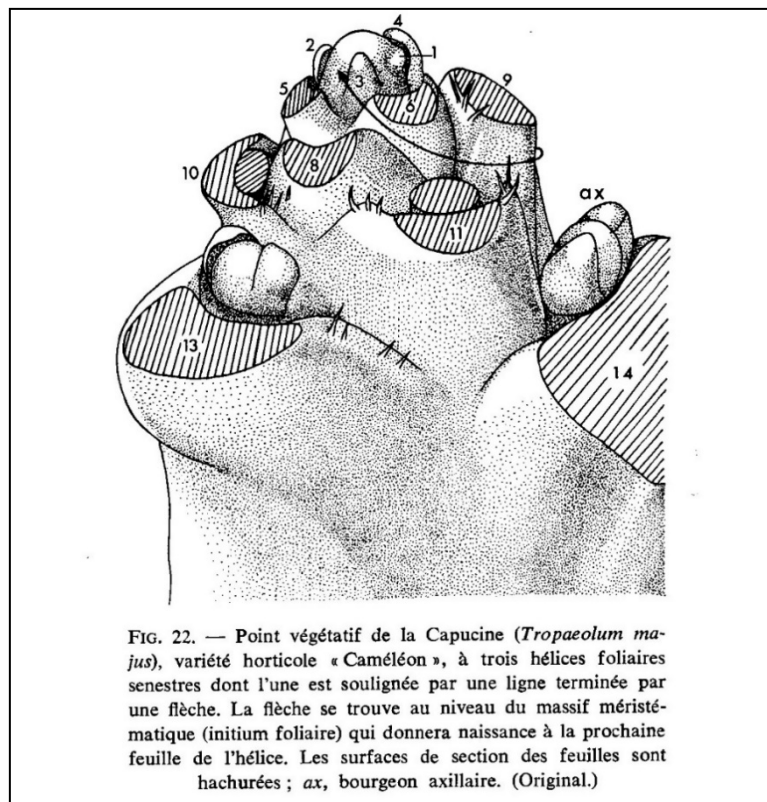 4
2
1
3
9
5
6
8
10
ax
11
13
14
FIG. 22. — Point végétatif de la Capucine (Tropaeolum ma-
jus), variété horticole « Caméléon », à trois hélices foliaires
senestres dont l'une est soulignée par une ligne terminée par
une flèche. La flèche se trouve au niveau du massif méristé-
matique (initium foliaire) qui donnera naissance à la prochaine
feuille de l'hélice. Les surfaces de section des feuilles sont
hachurées ; ax, bourgeon axillaire. (Original.)